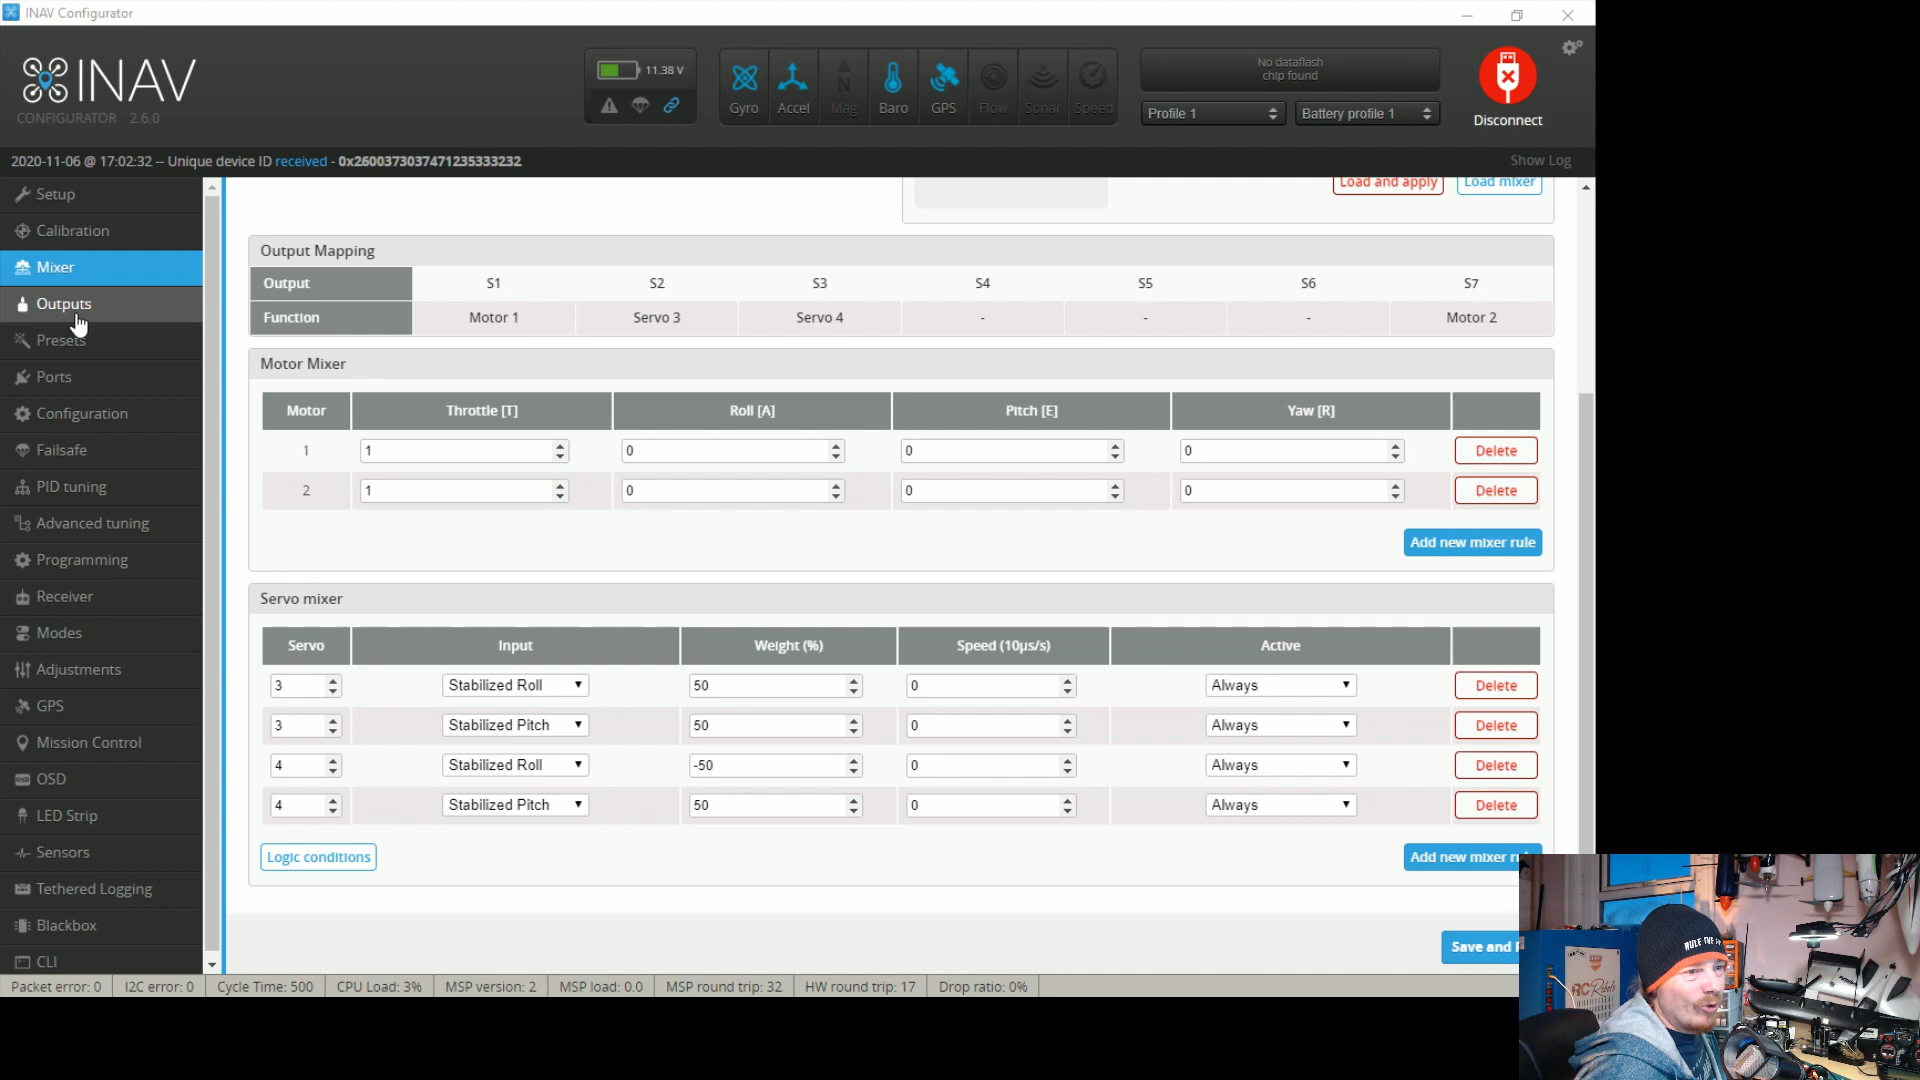 INAV Configurator
INAV
CONFIGURATOR 2.6.0
11.38 V
Gyro Accel Mag Baro GPS Flow Sonar Speed
No dataflash
chip found
Profile 1 Battery profile 1
Disconnect
2020-11-06 @ 17:02:32 -- Unique device ID received - 0x2600373037471235333232
Show Log
Setup
Calibration
Mixer
Outputs
Presets
Ports
Configuration
Failsafe
PID tuning
Advanced tuning
Programming
Receiver
Modes
Adjustments
GPS
Mission Control
OSD
LED Strip
Sensors
Tethered Logging
Blackbox
CLI
Load and apply Load mixer
Output Mapping
Output S1 S2 S3 S4 S5 S6 S7
Function Motor 1 Servo 3 Servo 4 - - - Motor 2
Motor Mixer
Motor Throttle [T] Roll [A] Pitch [E] Yaw [R]
1 1 0 0 0 Delete
2 1 0 0 0 Delete
Add new mixer rule
Servo mixer
Servo Input Weight (%) Speed (10µs/s) Active
3 Stabilized Roll 50 0 Always Delete
3 Stabilized Pitch 50 0 Always Delete
4 Stabilized Roll -50 0 Always Delete
4 Stabilized Pitch 50 0 Always Delete
Logic conditions
Add new mixer
Save and
Packet error: 0 I2C error: 0 Cycle Time: 500 CPU Load: 3% MSP version: 2 MSP load: 0.0 MSP round trip: 32 HW round trip: 17 Drop ratio: 0%
RULE THE
RC Rebels